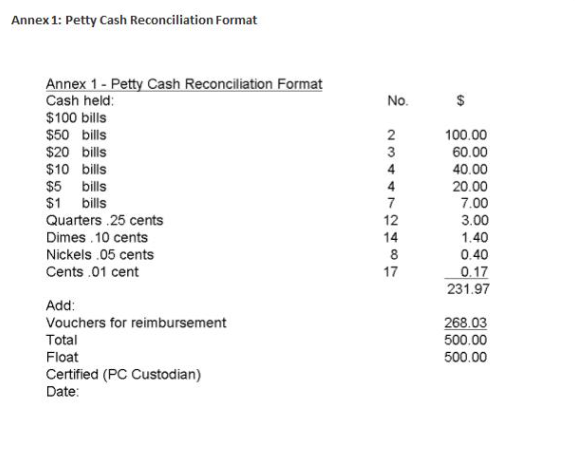 Annex 1: Petty Cash Reconciliation Format
Annex 1 - Petty Cash Reconciliation Format
Cash held: No. $
$100 bills
$50 bills 2 100.00
$20 bills 3 60.00
$10 bills 4 40.00
$5 bills 4 20.00
$1 bills 7 7.00
Quarters .25 cents 12 3.00
Dimes .10 cents 14 1.40
Nickels .05 cents 8 0.40
Cents .01 cent 17 0.17
231.97
Add:
Vouchers for reimbursement 268.03
Total 500.00
Float 500.00
Certified (PC Custodian)
Date: